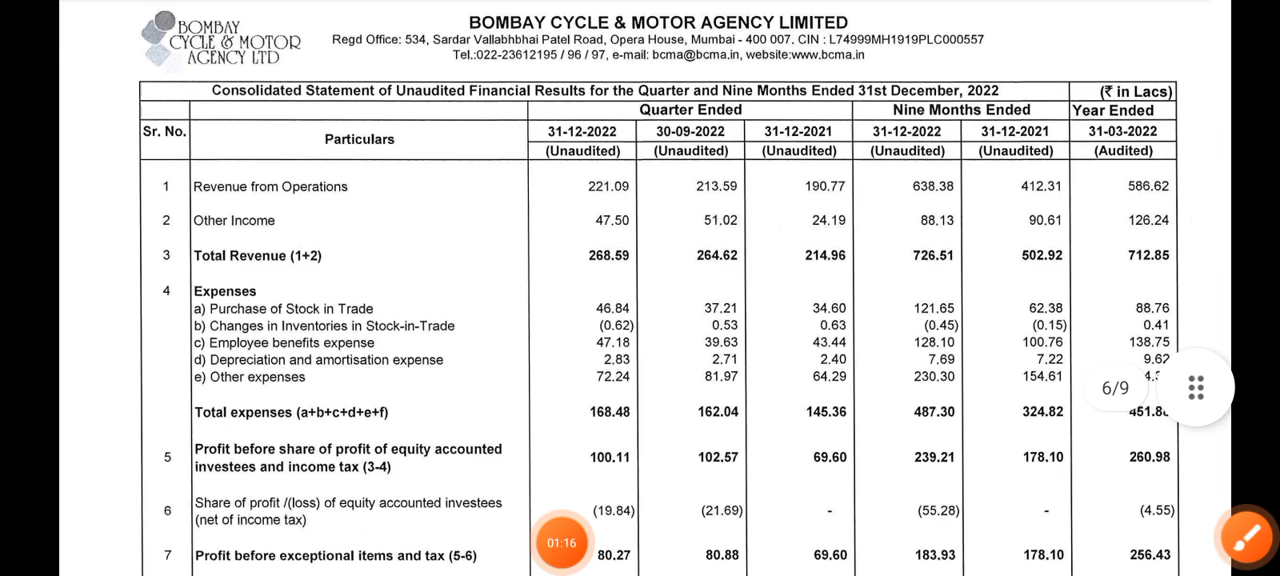 BOMBAY
CYCLE & MOTOR
AGENCY LTD
BOMBAY CYCLE & MOTOR AGENCY LIMITED
Regd Office: 534, Sardar Vallabhbhai Patel Road, Opera House, Mumbai - 400 007. CIN : L74999MH1919PLC000557
Tel.:022-23612195 / 96 / 97, e-mail: bcma@bcma.in, website:www.bcma.in
Consolidated Statement of Unaudited Financial Results for the Quarter and Nine Months Ended 31st December, 2022 (₹ in Lacs)
Quarter Ended Nine Months Ended Year Ended
Sr. No. Particulars 31-12-2022 30-09-2022 31-12-2021 31-12-2022 31-12-2021 31-03-2022
(Unaudited) (Unaudited) (Unaudited) (Unaudited) (Unaudited) (Audited)
1 Revenue from Operations 221.09 213.59 190.77 638.38 412.31 586.62
2 Other Income 47.50 51.02 24.19 88.13 90.61 126.24
3 Total Revenue (1+2) 268.59 264.62 214.96 726.51 502.92 712.85
4 Expenses
a) Purchase of Stock in Trade 46.84 37.21 34.60 121.65 62.38 88.76
b) Changes in Inventories in Stock-in-Trade (0.62) 0.53 0.63 (0.45) (0.15) 0.41
c) Employee benefits expense 47.18 39.63 43.44 128.10 100.76 138.75
d) Depreciation and amortisation expense 2.83 2.71 2.40 7.69 7.22 9.62
e) Other expenses 72.24 81.97 64.29 230.30 154.61
6/9
Total expenses (a+b+c+d+e+f) 168.48 162.04 145.36 487.30 324.82
5 Profit before share of profit of equity accounted investees and income tax (3-4) 100.11 102.57 69.60 239.21 178.10 260.98
6 Share of profit /(loss) of equity accounted investees (net of income tax) (19.84) (21.69) - (55.28) - (4.55)
01:16
7 Profit before exceptional items and tax (5-6) 80.27 80.88 69.60 183.93 178.10 256.43